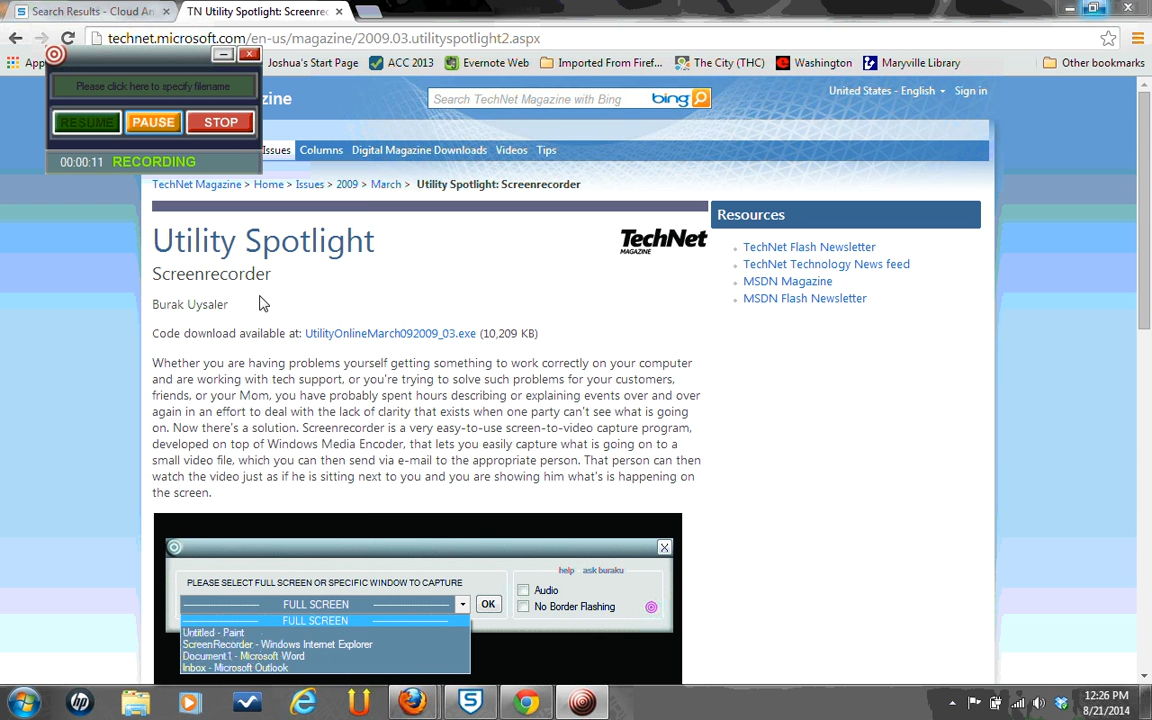 Search Results - Cloud An
TN Utility Spotlight: Screenrec
technet.microsoft.com/en-us/magazine/2009.03.utilityspotlight2.aspx
App
Joshua's Start Page
ACC 2013
Evernote Web
Imported From Firef...
The City (THC)
Washington
Maryville Library
Other bookmarks
Please click here to specify filename
RESUME
PAUSE
STOP
00:00:11 RECORDING
zine
Search TechNet Magazine with Bing
bing
United States - English
Sign in
Issues
Columns
Digital Magazine Downloads
Videos
Tips
TechNet Magazine > Home > Issues > 2009 > March > Utility Spotlight: Screenrecorder
Utility Spotlight
TechNet
MAGAZINE
Screenrecorder
Burak Uysaler
Code download available at: UtilityOnlineMarch092009_03.exe (10,209 KB)
Whether you are having problems yourself getting something to work correctly on your computer
and are working with tech support, or you're trying to solve such problems for your customers,
friends, or your Mom, you have probably spent hours describing or explaining events over and over
again in an effort to deal with the lack of clarity that exists when one party can't see what is going
on. Now there's a solution. Screenrecorder is a very easy-to-use screen-to-video capture program,
developed on top of Windows Media Encoder, that lets you easily capture what is going on to a
small video file, which you can then send via e-mail to the appropriate person. That person can then
watch the video just as if he is sitting next to you and you are showing him what's is happening on
the screen.
Resources
TechNet Flash Newsletter
TechNet Technology News feed
MSDN Magazine
MSDN Flash Newsletter
help ask buraku
PLEASE SELECT FULL SCREEN OR SPECIFIC WINDOW TO CAPTURE
FULL SCREEN
OK
Audio
No Border Flashing
FULL SCREEN
Untitled - Paint
ScreenRecorder - Windows Internet Explorer
Document1 - Microsoft Word
Inbox - Microsoft Outlook
12:26 PM
8/21/2014